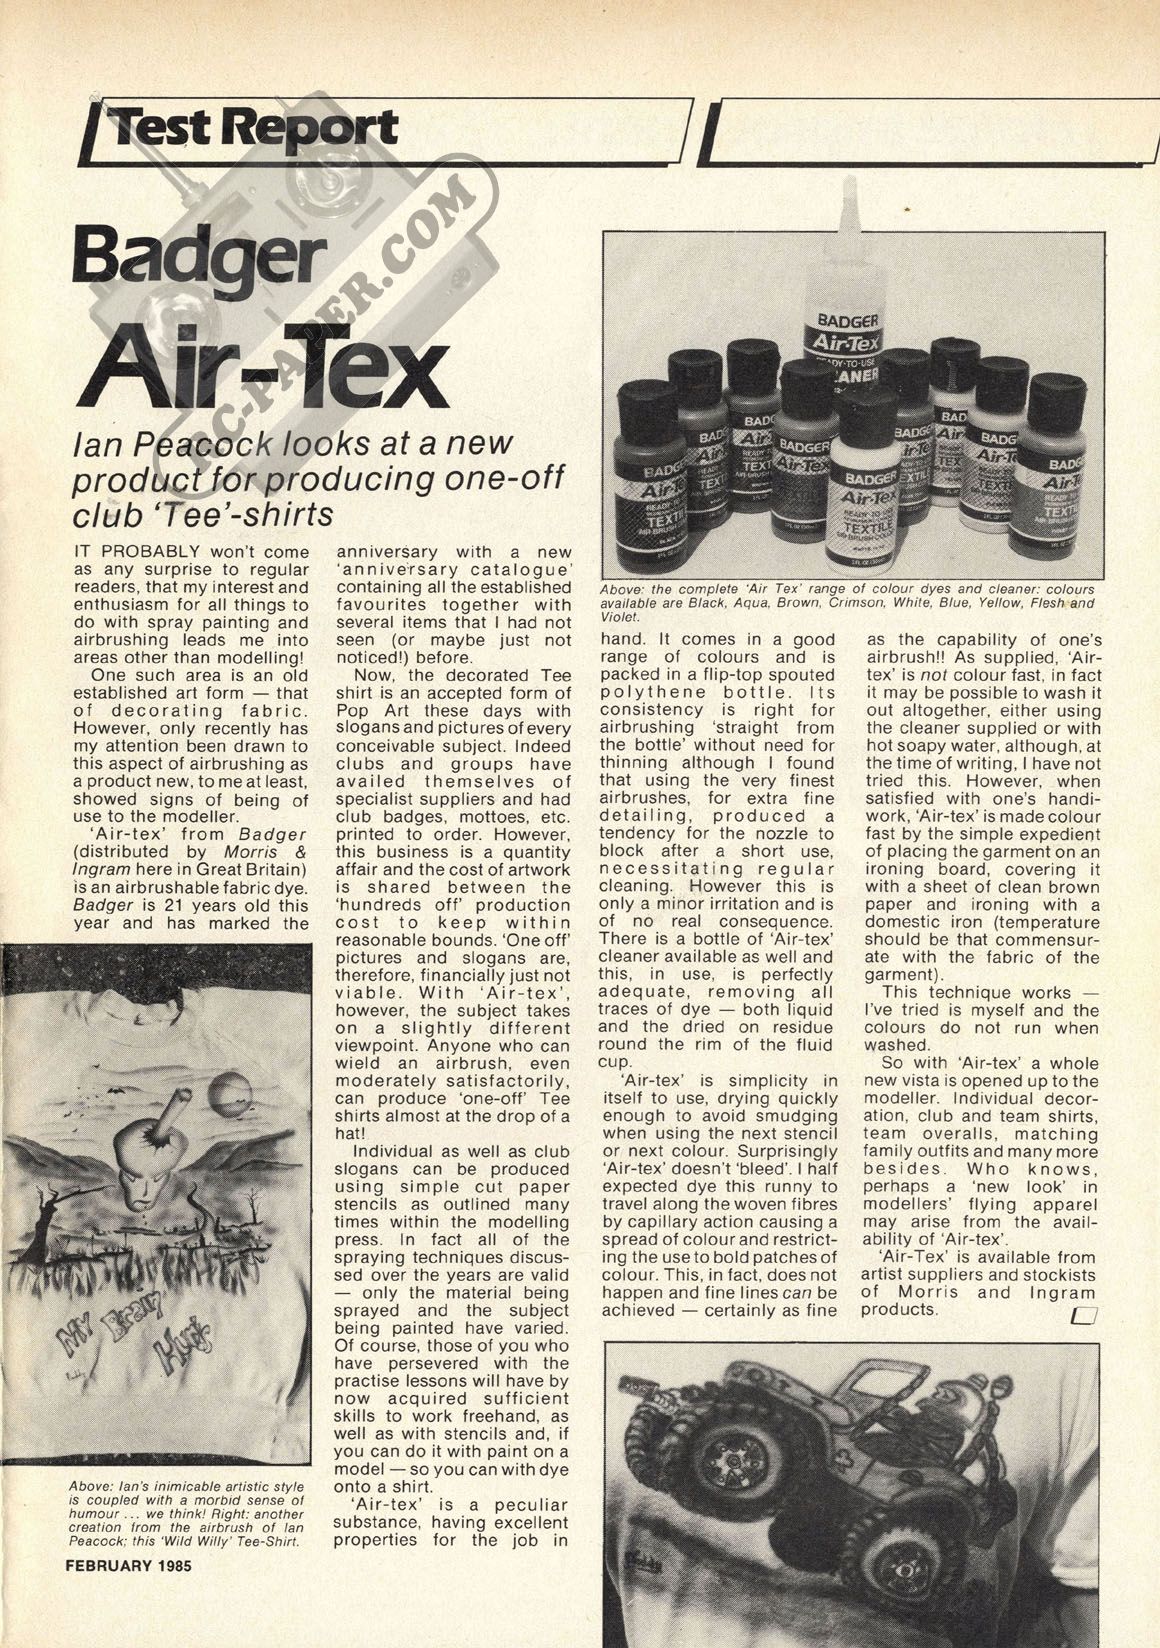 Test Report
Badger
Air-Tex
Ian Peacock looks at a new
product for producing one-off
club 'Tee'-shirts
RC-PAPER.COM
IT PROBABLY won't come
as any surprise to regular
readers, that my interest and
enthusiasm for all things to
do with spray painting and
airbrushing leads me into
areas other than modelling!
One such area is an old
established art form — that
of decorating fabric.
However, only recently has
my attention been drawn to
this aspect of airbrushing as
a product new, to me at least,
showed signs of being of
use to the modeller.
'Air-tex' from Badger
(distributed by Morris &
Ingram here in Great Britain)
is an airbrushable fabric dye.
Badger is 21 years old this
year and has marked the
MY Brain
Hurts
Above: Ian's inimicable artistic style
is coupled with a morbid sense of
humour ... we think! Right: another
creation from the airbrush of Ian
Peacock; this 'Wild Willy' Tee-Shirt.
FEBRUARY 1985
anniversary with a new
'anniversary catalogue'
containing all the established
favourites together with
several items that I had not
seen (or maybe just not
noticed!) before.
Now, the decorated Tee
shirt is an accepted form of
Pop Art these days with
slogans and pictures of every
conceivable subject. Indeed
clubs and groups have
availed themselves of
specialist suppliers and had
club badges, mottoes, etc.
printed to order. However,
this business is a quantity
affair and the cost of artwork
is shared between the
'hundreds off' production
cost to keep within
reasonable bounds. 'One off'
pictures and slogans are,
therefore, financially just not
viable. With 'Air-tex',
however, the subject takes
on a slightly different
viewpoint. Anyone who can
wield an airbrush, even
moderately satisfactorily,
can produce 'one-off' Tee
shirts almost at the drop of a
hat!
Individual as well as club
slogans can be produced
using simple cut paper
stencils as outlined many
times within the modelling
press. In fact all of the
spraying techniques discus-
sed over the years are valid
— only the material being
sprayed and the subject
being painted have varied.
Of course, those of you who
have persevered with the
practise lessons will have by
now acquired sufficient
skills to work freehand, as
well as with stencils and, if
you can do it with paint on a
model — so you can with dye
onto a shirt.
'Air-tex' is a peculiar
substance, having excellent
properties for the job in
BADGER
Air-Tex
READY-TO-USE
CLEANER
BADGER
Air-Tex
READY-TO-USE
TEXTILE
AIR-BRUSH COLOR
Above: the complete 'Air Tex' range of colour dyes and cleaner: colours
available are Black, Aqua, Brown, Crimson, White, Blue, Yellow, Flesh and
Violet.
hand. It comes in a good
range of colours and is
packed in a flip-top spouted
polythene bottle. Its
consistency is right for
airbrushing 'straight from
the bottle' without need for
thinning although I found
that using the very finest
airbrushes, for extra fine
detailing, produced a
tendency for the nozzle to
block after a short use,
necessitating regular
cleaning. However this is
only a minor irritation and is
of no real consequence.
There is a bottle of 'Air-tex'
cleaner available as well and
this, in use, is perfectly
adequate, removing all
traces of dye — both liquid
and the dried on residue
round the rim of the fluid
cup.
'Air-tex' is simplicity in
itself to use, drying quickly
enough to avoid smudging
when using the next stencil
or next colour. Surprisingly
'Air-tex' doesn't 'bleed'. I half
expected dye this runny to
travel along the woven fibres
by capillary action causing a
spread of colour and restrict-
ing the use to bold patches of
colour. This, in fact, does not
happen and fine lines can be
achieved — certainly as fine
as the capability of one's
airbrush!! As supplied, 'Air-
tex' is not colour fast, in fact
it may be possible to wash it
out altogether, either using
the cleaner supplied or with
hot soapy water, although, at
the time of writing, I have not
tried this. However, when
satisfied with one's handi-
work, 'Air-tex' is made colour
fast by the simple expedient
of placing the garment on an
ironing board, covering it
with a sheet of clean brown
paper and ironing with a
domestic iron (temperature
should be that commensur-
ate with the fabric of the
garment).
This technique works —
I've tried is myself and the
colours do not run when
washed.
So with 'Air-tex' a whole
new vista is opened up to the
modeller. Individual decor-
ation, club and team shirts,
team overalls, matching
family outfits and many more
besides. Who knows,
perhaps a 'new look' in
modellers' flying apparel
may arise from the avail-
ability of 'Air-tex'.
'Air-Tex' is available from
artist suppliers and stockists
of Morris and Ingram
products.